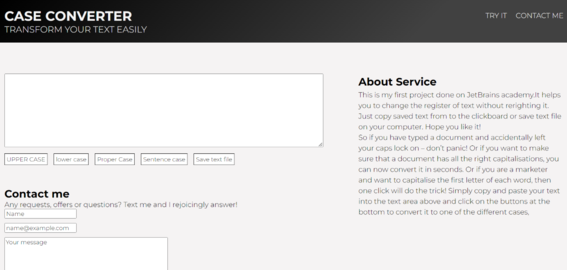 CASE CONVERTER
TRANSFORM YOUR TEXT EASILY
TRY IT CONTACT ME
UPPER CASE lower case Proper Case Sentence case Save text file
About Service
This is my first project done on JetBrains academy.It helps
you to change the register of text without rerighting it.
Just copy saved text from to the clickboard or save text file
on your computer. Hope you like it!
So if you have typed a document and accidentally left
your caps lock on – don't panic! Or if you want to make
sure that a document has all the right capitalisations, you
can now convert it in seconds. Or if you are a marketer
and want to capitalise the first letter of each word, then
one click will do the trick! Simply copy and paste your text
into the text area above and click on the buttons at the
bottom to convert it to one of the different cases,
Contact me
Any requests, offers or questions? Text me and I rejoicingly answer!
Name
name@example.com
Your message